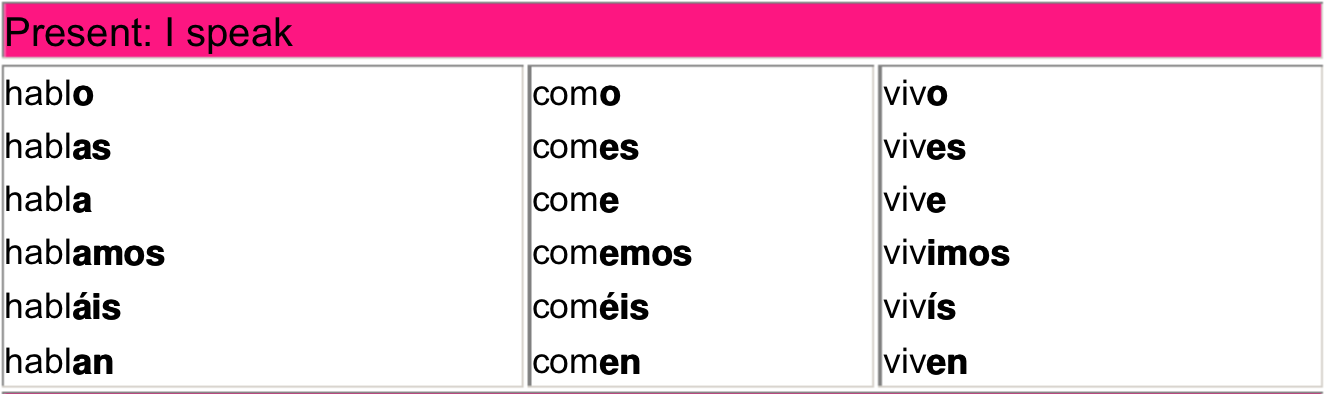 Present: I speak
hablo como vivo
hablas comes vives
habla come vive
hablamos comemos vivimos
habláis coméis vivís
hablan comen viven